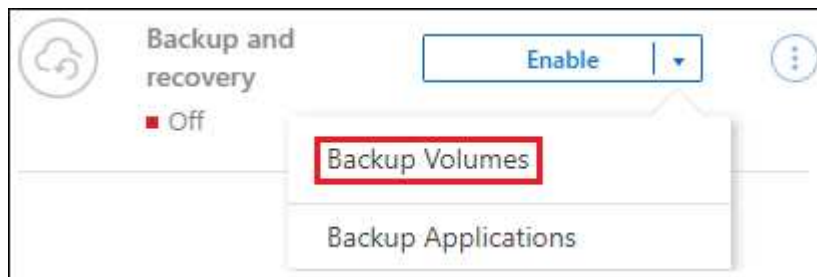 Backup and
recovery
Enable
Off
Backup Volumes
Backup Applications